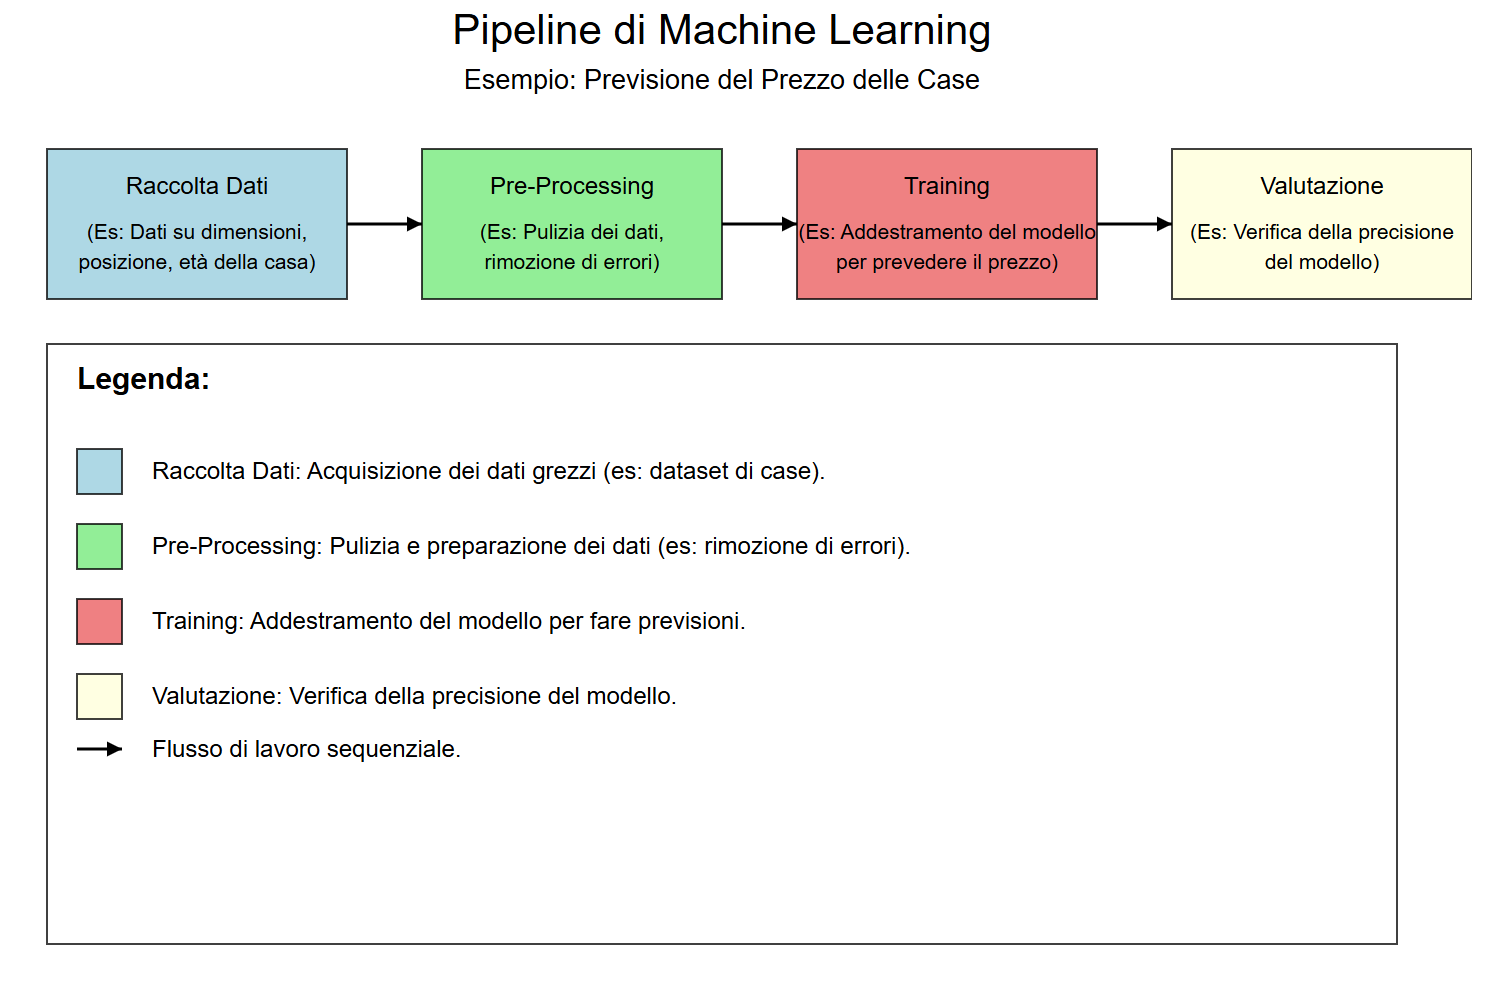 Pipeline di Machine Learning
Esempio: Previsione del Prezzo delle Case
Raccolta Dati
(Es: Dati su dimensioni,
posizione, età della casa)
Pre-Processing
(Es: Pulizia dei dati,
rimozione di errori)
Training
(Es: Addestramento del modello
per prevedere il prezzo)
Valutazione
(Es: Verifica della precisione
del modello)
Legenda:
Raccolta Dati: Acquisizione dei dati grezzi (es: dataset di case).
Pre-Processing: Pulizia e preparazione dei dati (es: rimozione di errori).
Training: Addestramento del modello per fare previsioni.
Valutazione: Verifica della precisione del modello.
Flusso di lavoro sequenziale.